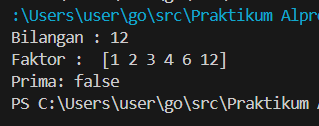 :\Users\user\go\src\Praktikum Alpro
Bilangan : 12
Faktor :  [1 2 3 4 6 12]
Prima: false
PS C:\Users\user\go\src\Praktikum